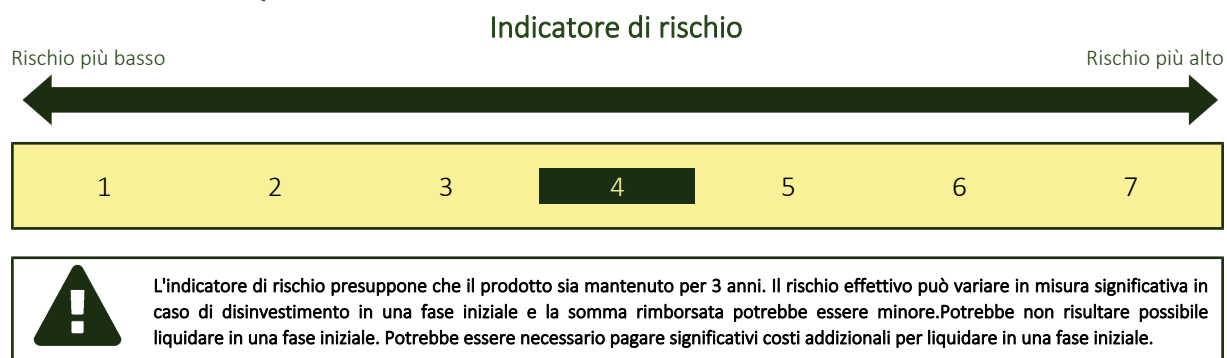 Indicatore di rischio
Rischio più basso
Rischio più alto
1 2 3 4 5 6 7
L'indicatore di rischio presuppone che il prodotto sia mantenuto per 3 anni. Il rischio effettivo può variare in misura significativa in
caso di disinvestimento in una fase iniziale e la somma rimborsata potrebbe essere minore.Potrebbe non risultare possibile
liquidare in una fase iniziale. Potrebbe essere necessario pagare significativi costi addizionali per liquidare in una fase iniziale.